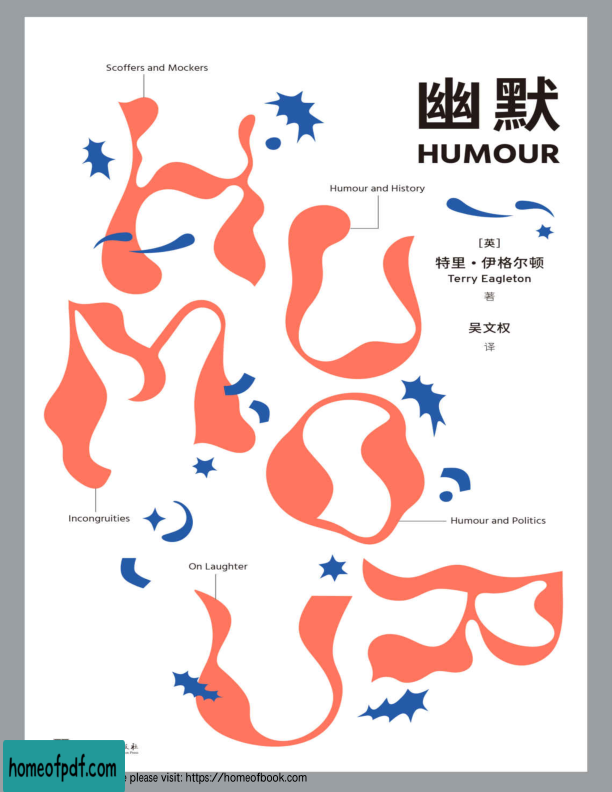 Scoffers and Mockers
幽默
HUMOUR
Humour and History
[英]
特里·伊格尔顿
Terry Eagleton
著
吴文权
译
Incongruities
Humour and Politics
On Laughter
homeofpdf.com
please visit: https://homeofbook.com